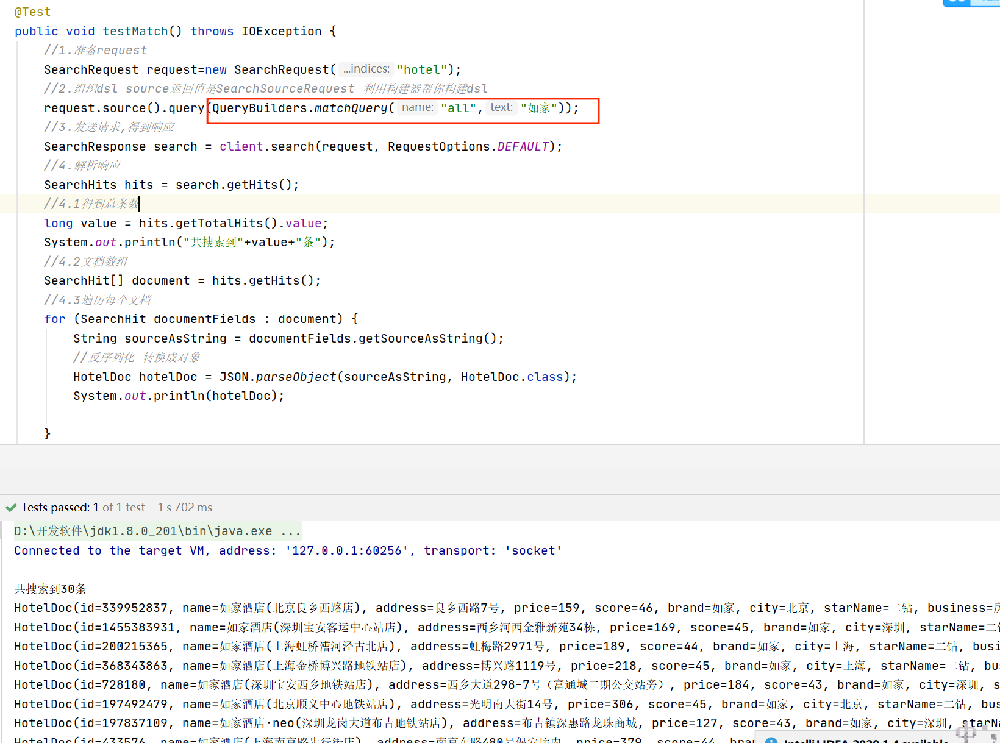 @Test
public void testMatch() throws IOException {
//1.准备request
SearchRequest request=new SearchRequest( ...indices: "hotel");
//2.组织dsl source返回值是SearchSourceRequest 利用构建器帮你构建dsl
request.source().query(QueryBuilders.matchQuery( name: "all", text: "如家"));
//3.发送请求,得到响应
SearchResponse search = client.search(request, RequestOptions.DEFAULT);
//4.解析响应
SearchHits hits = search.getHits();
//4.1得到总条数
long value = hits.getTotalHits().value;
System.out.println("共搜索到"+value+"条");
//4.2文档数组
SearchHit[] document = hits.getHits();
//4.3遍历每个文档
for (SearchHit documentFields : document) {
String sourceAsString = documentFields.getSourceAsString();
//反序列化 转换成对象
HotelDoc hotelDoc = JSON.parseObject(sourceAsString, HotelDoc.class);
System.out.println(hotelDoc);
}
Tests passed: 1 of 1 test – 1 s 702 ms
D:\开发软件\jdk1.8.0_201\bin\java.exe ...
Connected to the target VM, address: '127.0.0.1:60256', transport: 'socket'
共搜索到30条
HotelDoc(id=339952837, name=如家酒店(北京良乡西路店), address=良乡西路7号, price=159, score=46, brand=如家, city=北京, starName=二钻, business=
HotelDoc(id=1455383931, name=如家酒店(深圳宝安客运中心站店), address=西乡河西金雅新苑34栋, price=169, score=45, brand=如家, city=深圳, starName=二
HotelDoc(id=200215365, name=如家酒店(上海虹桥漕河泾古北店), address=虹梅路2971号, price=189, score=44, brand=如家, city=上海, starName=二钻, busi
HotelDoc(id=368343863, name=如家酒店(上海金桥博兴路地铁站店), address=博兴路1119号, price=218, score=45, brand=如家, city=上海, starName=二钻, bu
HotelDoc(id=728180, name=如家酒店(深圳宝安西乡地铁站店), address=西乡大道298-7号（富通城二期公交站旁）, price=184, score=43, brand=如家, city=深圳, s
HotelDoc(id=197492479, name=如家酒店(北京顺义中心地铁站店), address=光明南大街14号, price=306, score=45, brand=如家, city=北京, starName=二钻, bus
HotelDoc(id=197837109, name=如家酒店·neo(深圳龙岗大道布吉地铁站店), address=布吉镇深惠路龙珠商城, price=127, score=43, brand=如家, city=深圳, starN
HotelDoc(id=433576, name=如家酒店(上海南京路步行街店), address=南京东路480号保安坊内, price=379, score=44, bra
IntelliJ IDEA 2020.1.4 available
中